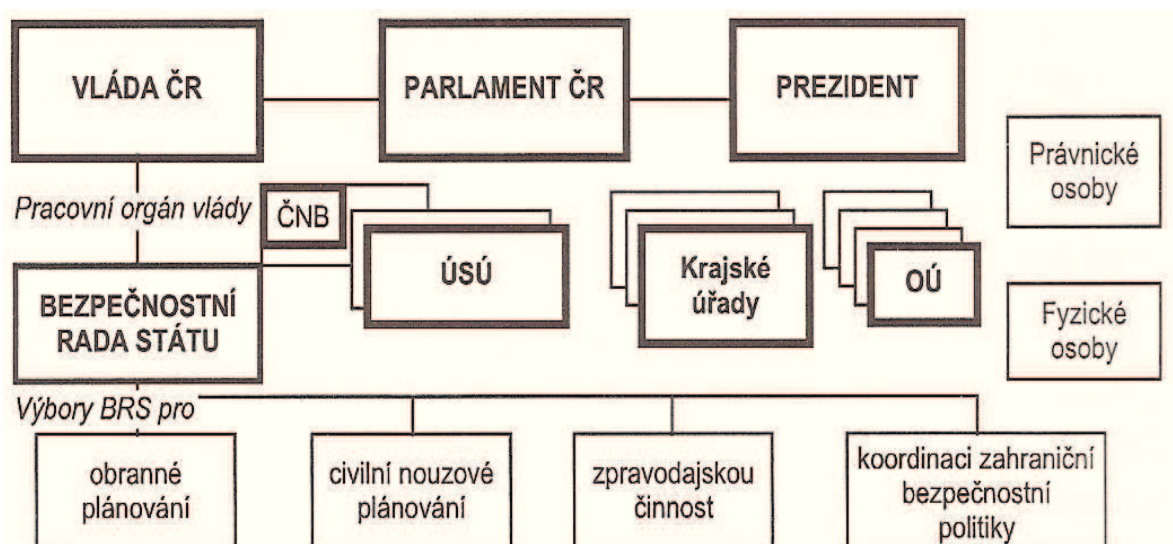 VLÁDA ČR
PARLAMENT ČR
PREZIDENT
Právnické
osoby
Pracovní orgán vlády
ČNB
ÚSÚ
Krajské
úřady
OÚ
BEZPEČNOSTNÍ
RADA STÁTU
Fyzické
osoby
Výbory BRS pro
obranné
plánování
civilní nouzové
plánování
zpravodajskou
činnost
koordinaci zahraniční
bezpečnostní
politiky